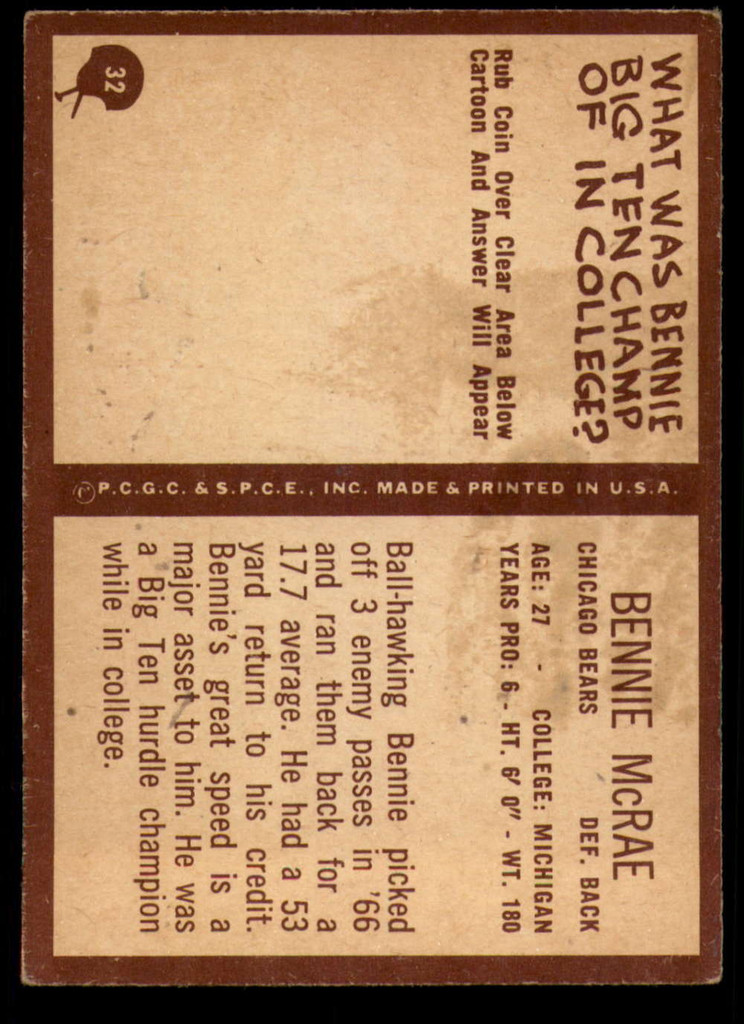 32
WHAT WAS BENNIE
BIG TEN CHAMP
OF IN COLLEGE?
Rub Coin Over Clear Area Below
Cartoon And Answer Will Appear
© P.C.G.C. & S.P.C.E., INC. MADE & PRINTED IN U.S.A.
BENNIE McRAE
CHICAGO BEARS DEF. BACK
AGE: 27 - COLLEGE: MICHIGAN
YEARS PRO: 6 - HT. 6' 0" - WT. 180
Ball-hawking Bennie picked
off 3 enemy passes in '66
and ran them back for a
17.7 average. He had a 53
yard return to his credit.
Bennie's great speed is a
major asset to him. He was
a Big Ten hurdle champion
while in college.